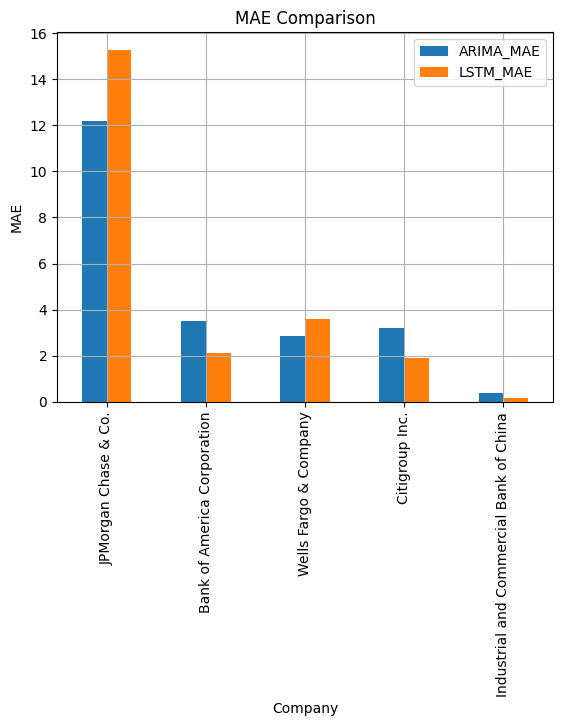 MAE Comparison
ARIMA_MAE
LSTM_MAE
MAE
16
14
12
10
8
6
4
2
0
JPMorgan Chase & Co.
Bank of America Corporation
Wells Fargo & Company
Citigroup Inc.
Industrial and Commercial Bank of China
Company